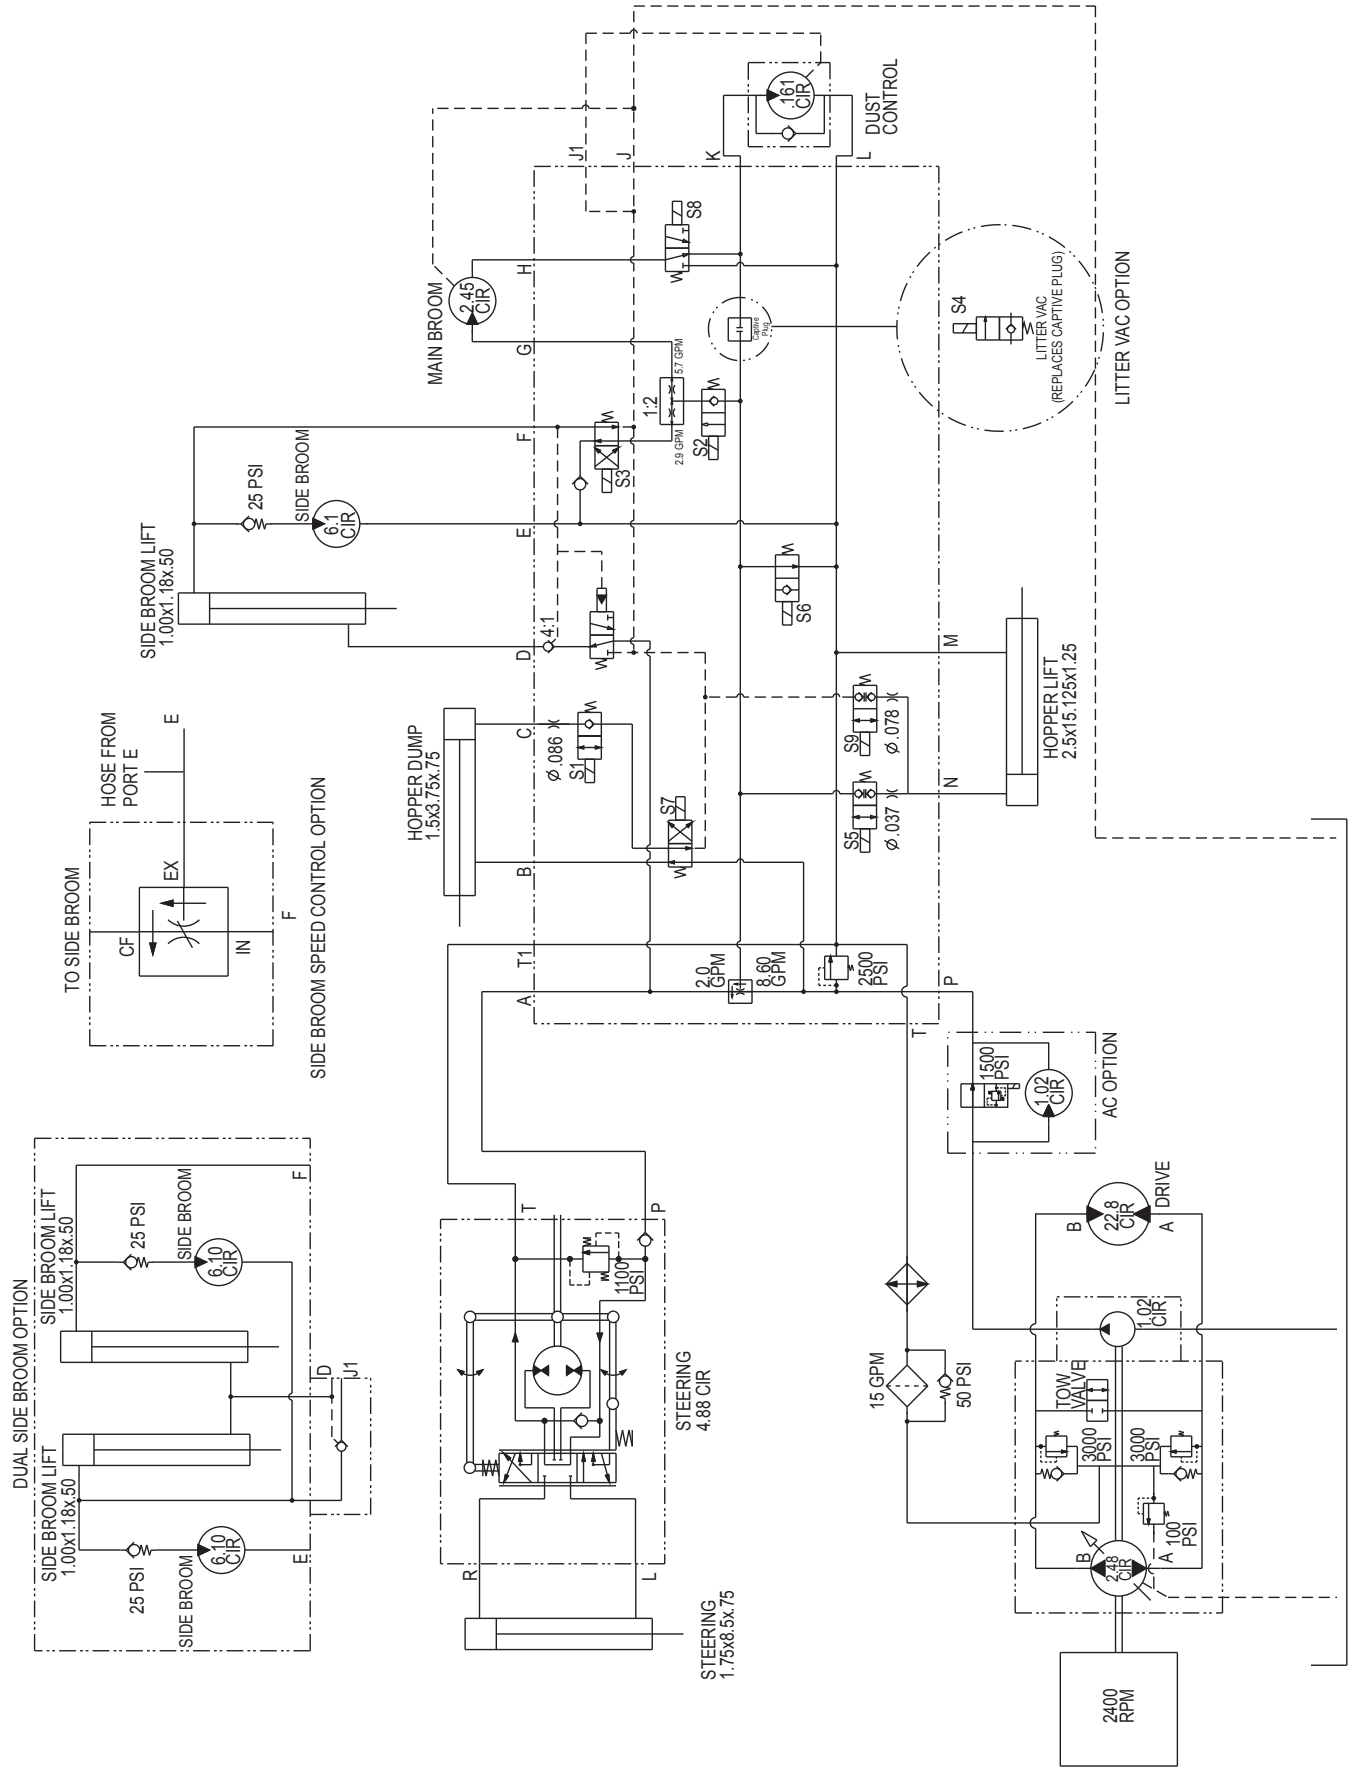 DUAL SIDE BROOM OPTION
SIDE BROOM LIFT
1.00x1.18x.50
SIDE BROOM LIFT
1.00x1.18x.50
25 PSI
SIDE BROOM
6.10
CIR
25 PSI
SIDE BROOM
6.10
CIR
E
F
D
J1
TO SIDE BROOM
CF
EX
IN
HOSE FROM
PORT E
E
F
SIDE BROOM SPEED CONTROL OPTION
SIDE BROOM LIFT
1.00x1.18x.50
25 PSI
SIDE BROOM
6.1
CIR
HOPPER DUMP
1.5x3.75x.75
MAIN BROOM
2.45
CIR
A
T1
B
C
D
E
F
G
H
J1
J
4:1
Ø.086
S1
S7
S3
1:2
2.9 GPM
5.7 GPM
S2
S8
K
L
.161
CIR
DUST
CONTROL
Captive
Plug
2.0
GPM
8.60
GPM
S6
2500
PSI
S5
Ø.037
S9
Ø.078
T
P
N
M
HOPPER LIFT
2.5x15.125x1.25
S4
LITTER VAC
(REPLACES CAPTIVE PLUG)
LITTER VAC OPTION
R
L
T
P
1100
PSI
STEERING
4.88 CIR
STEERING
1.75x8.5x.75
15 GPM
50 PSI
1500
PSI
1.02
CIR
AC OPTION
2400
RPM
B
2.48
CIR
A
100
PSI
3000
PSI
3000
PSI
TOW
VALVE
1.02
CIR
B
22.8
CIR
A
DRIVE